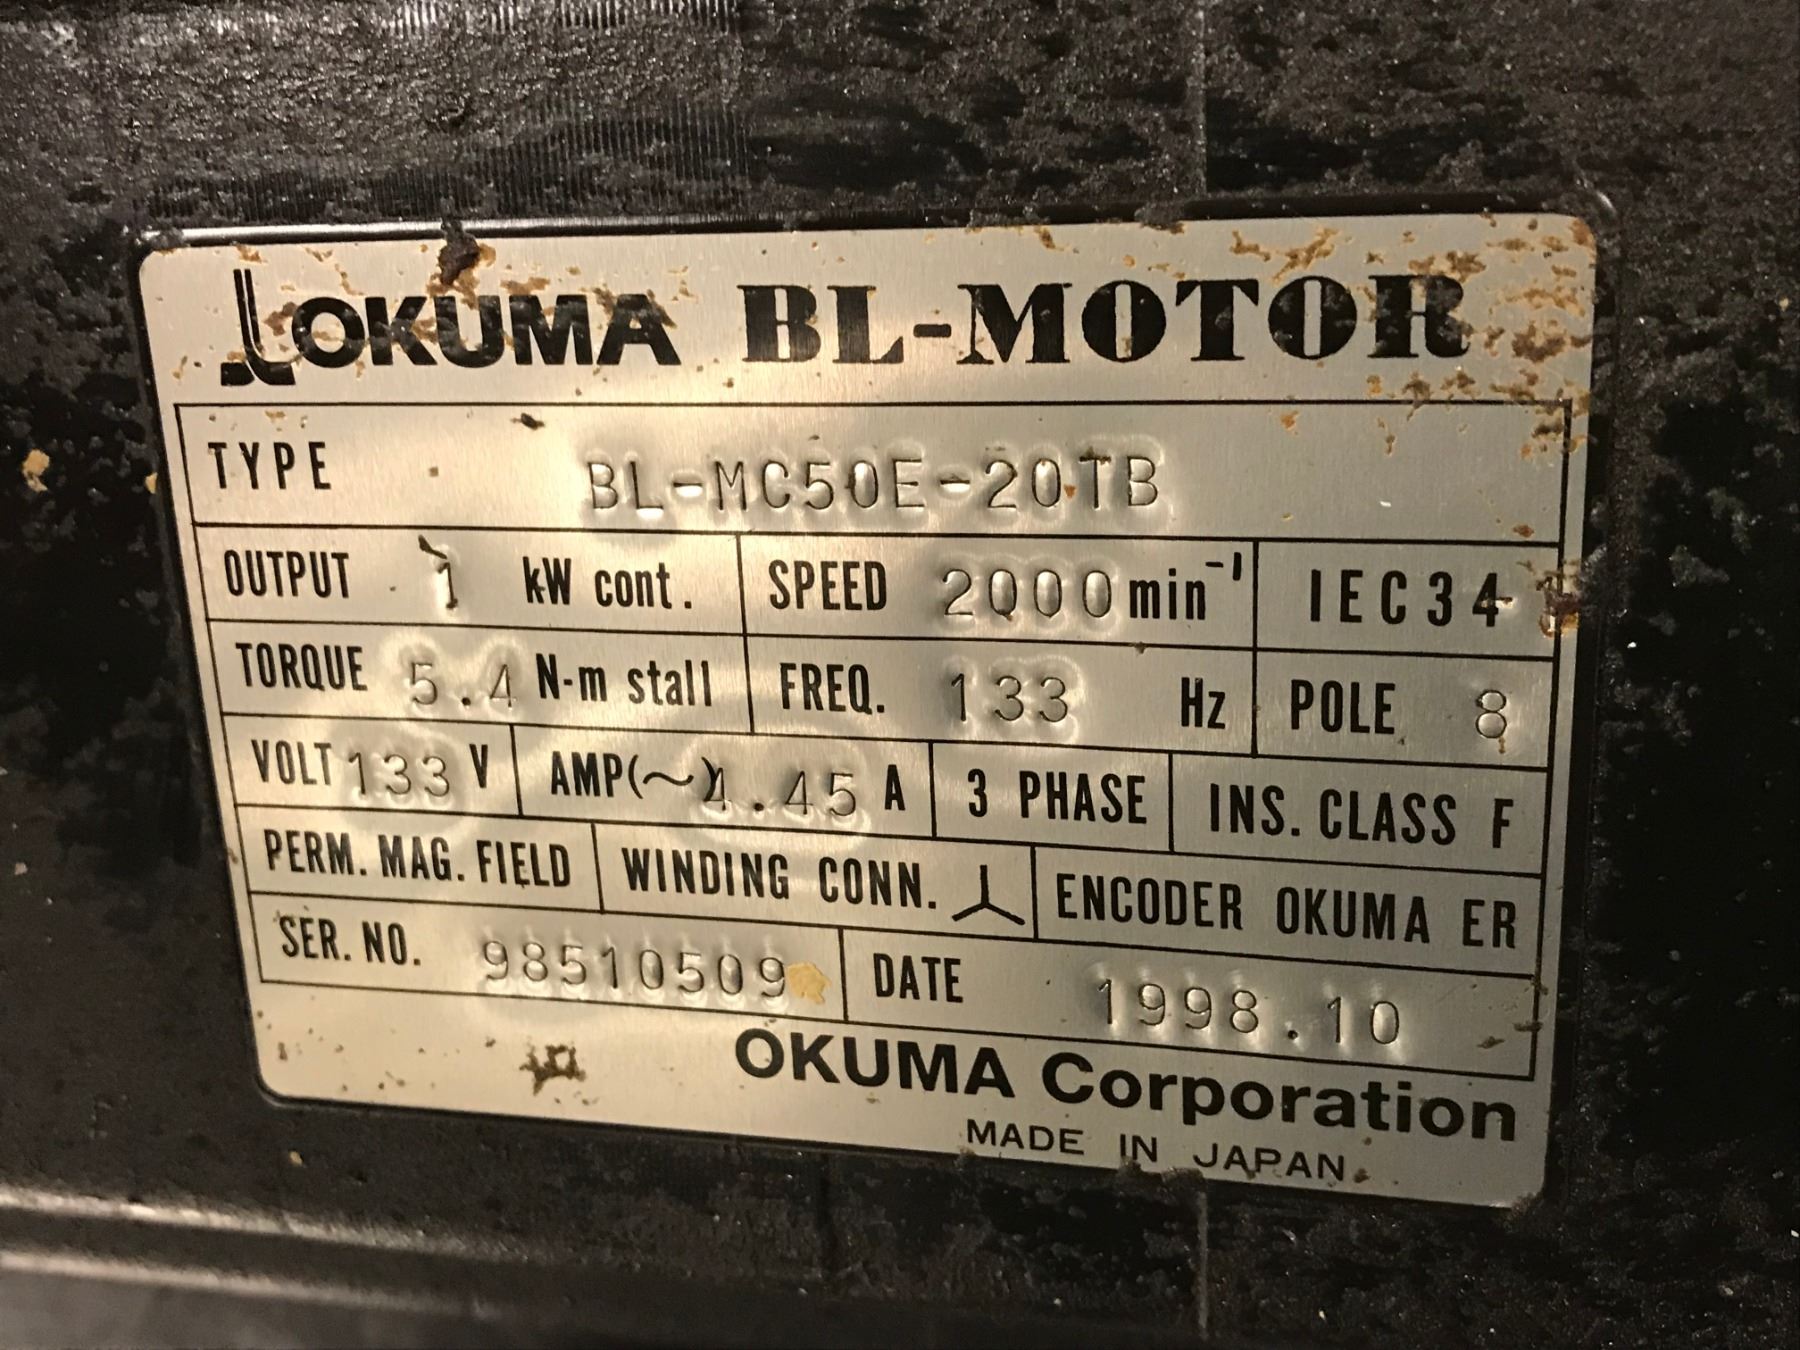 OKUMA BL-MOTOR
TYPE BL-MC50E-20TB
OUTPUT 1 kW cont. SPEED 2000 min⁻¹ IEC34
TORQUE 5.4 N-m stall FREQ. 133 Hz POLE 8
VOLT 133 V AMP(~) 4.45 A 3 PHASE INS. CLASS F
PERM. MAG. FIELD WINDING CONN. ENCODER OKUMA ER
SER. NO. 98510509 DATE 1998.10
OKUMA Corporation
MADE IN JAPAN